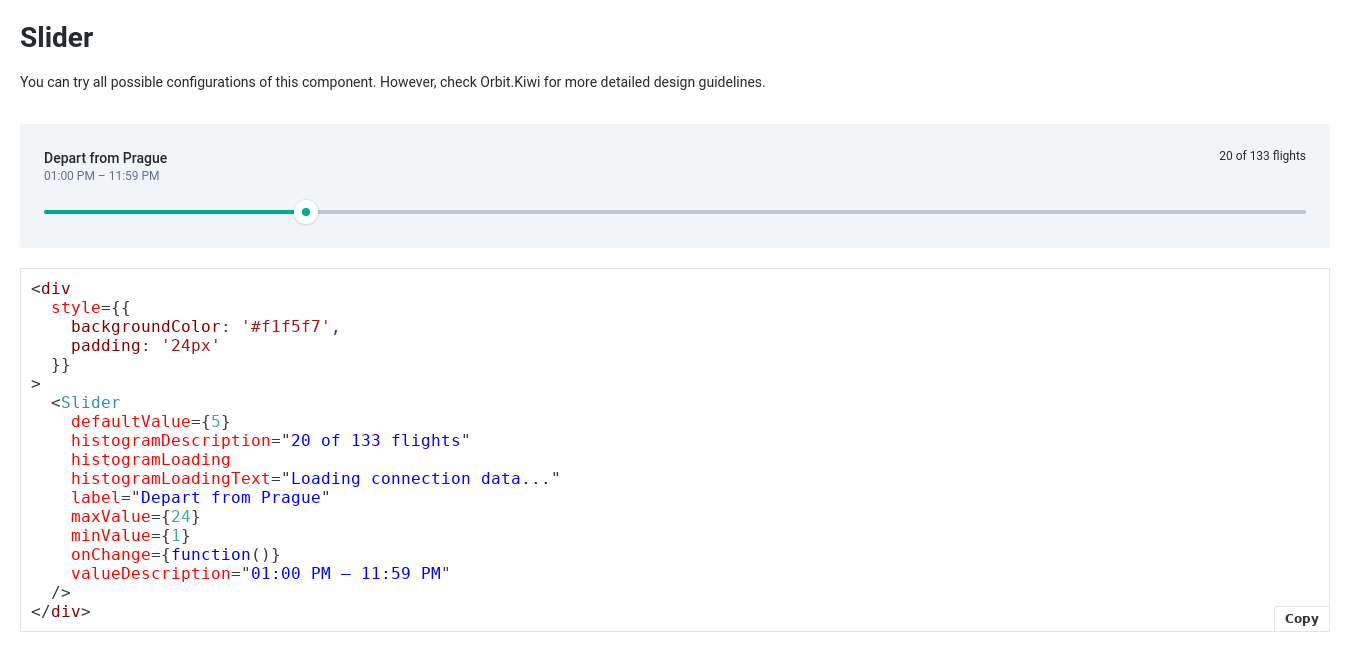 Slider
You can try all possible configurations of this component. However, check Orbit.Kiwi for more detailed design guidelines.
Depart from Prague
20 of 133 flights
01:00 PM – 11:59 PM
<div
  style={{
    backgroundColor: '#f1f5f7',
    padding: '24px'
  }}
>
  <Slider
    defaultValue={5}
    histogramDescription="20 of 133 flights"
    histogramLoading
    histogramLoadingText="Loading connection data..."
    label="Depart from Prague"
    maxValue={24}
    minValue={1}
    onChange={function()}
    valueDescription="01:00 PM – 11:59 PM"
  />
</div>
Copy